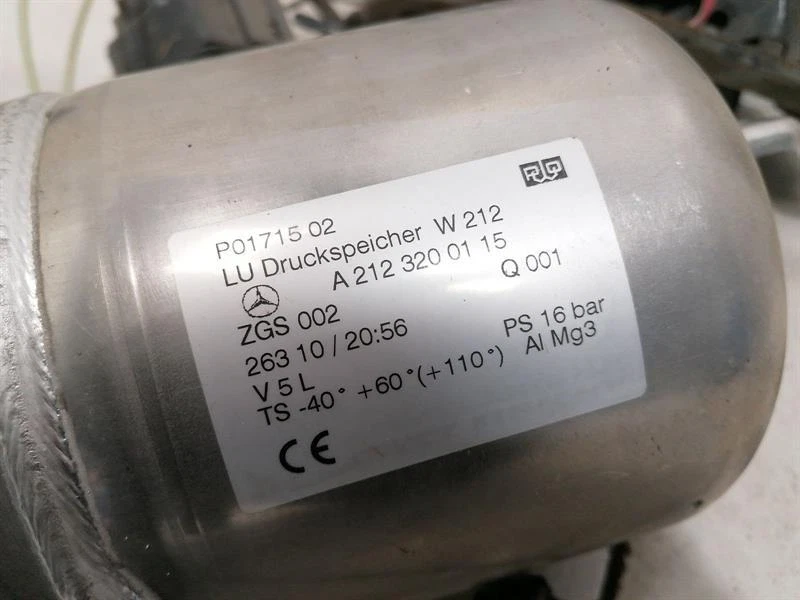 P01715 02
LU Druckspeicher W 212
A 212 320 01 15
Q 001
ZGS 002
263 10 / 20:56
PS 16 bar
V 5 L
Al Mg3
TS -40° +60°(+110°)
CE